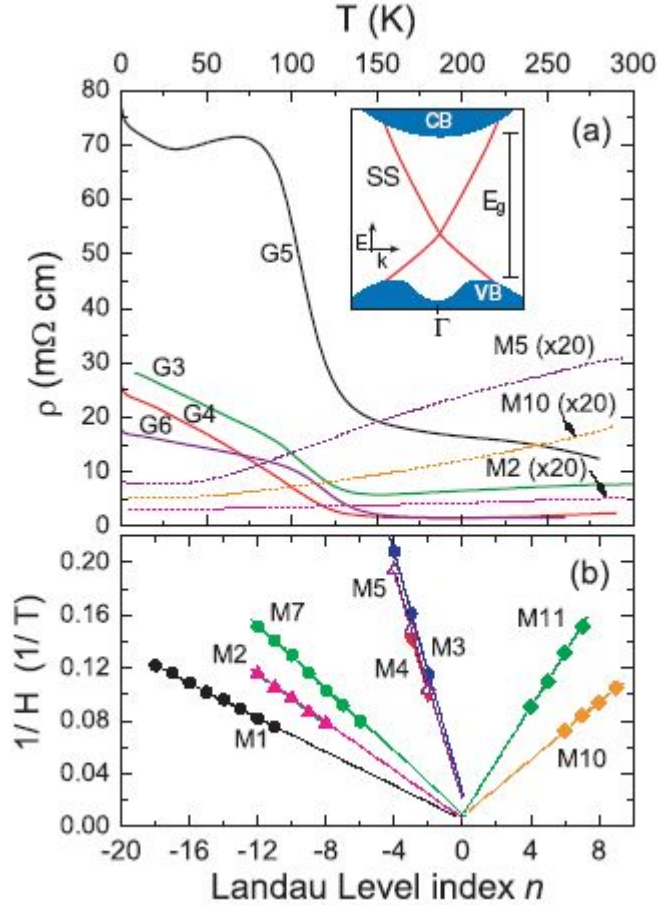 T (K)
0 50 100 150 200 250 300
80
70
60
50
40
30
20
10
0
ρ (mΩ cm)
(a)
CB
SS
E
k
Eg
VB
Γ
G5
G3
G4
G6
M5 (x20)
M10 (x20)
M2 (x20)
0.20
0.16
0.12
0.08
0.04
0.00
1/ H (1/ T)
(b)
M5
M7
M11
M2
M3
M4
M1
M10
-20 -16 -12 -8 -4 0 4 8
Landau Level index n